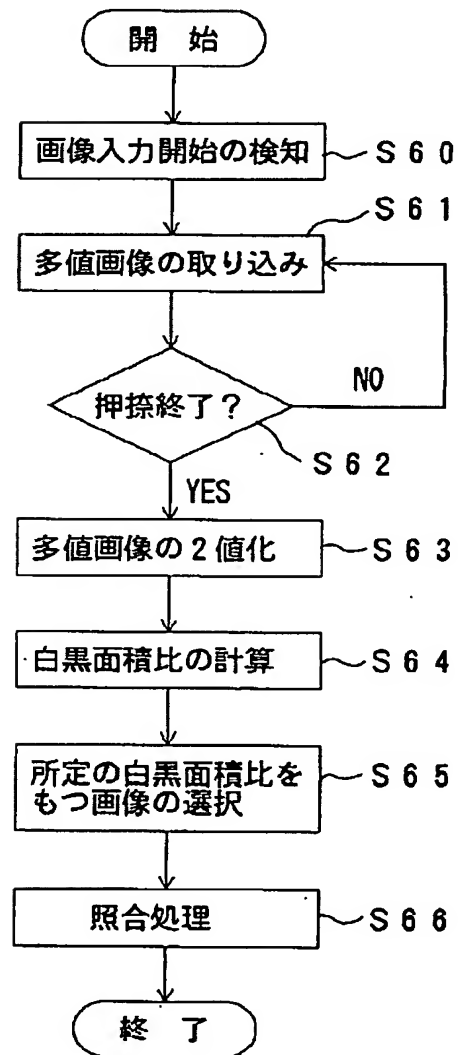 開 始
画像入力開始の検知 S60
S61
多値画像の取り込み
NO
押捺終了?
S62
YES
多値画像の2値化 S63
白黒面積比の計算 S64
所定の白黒面積比を
もつ画像の選択 S65
照合処理 S66
終 了